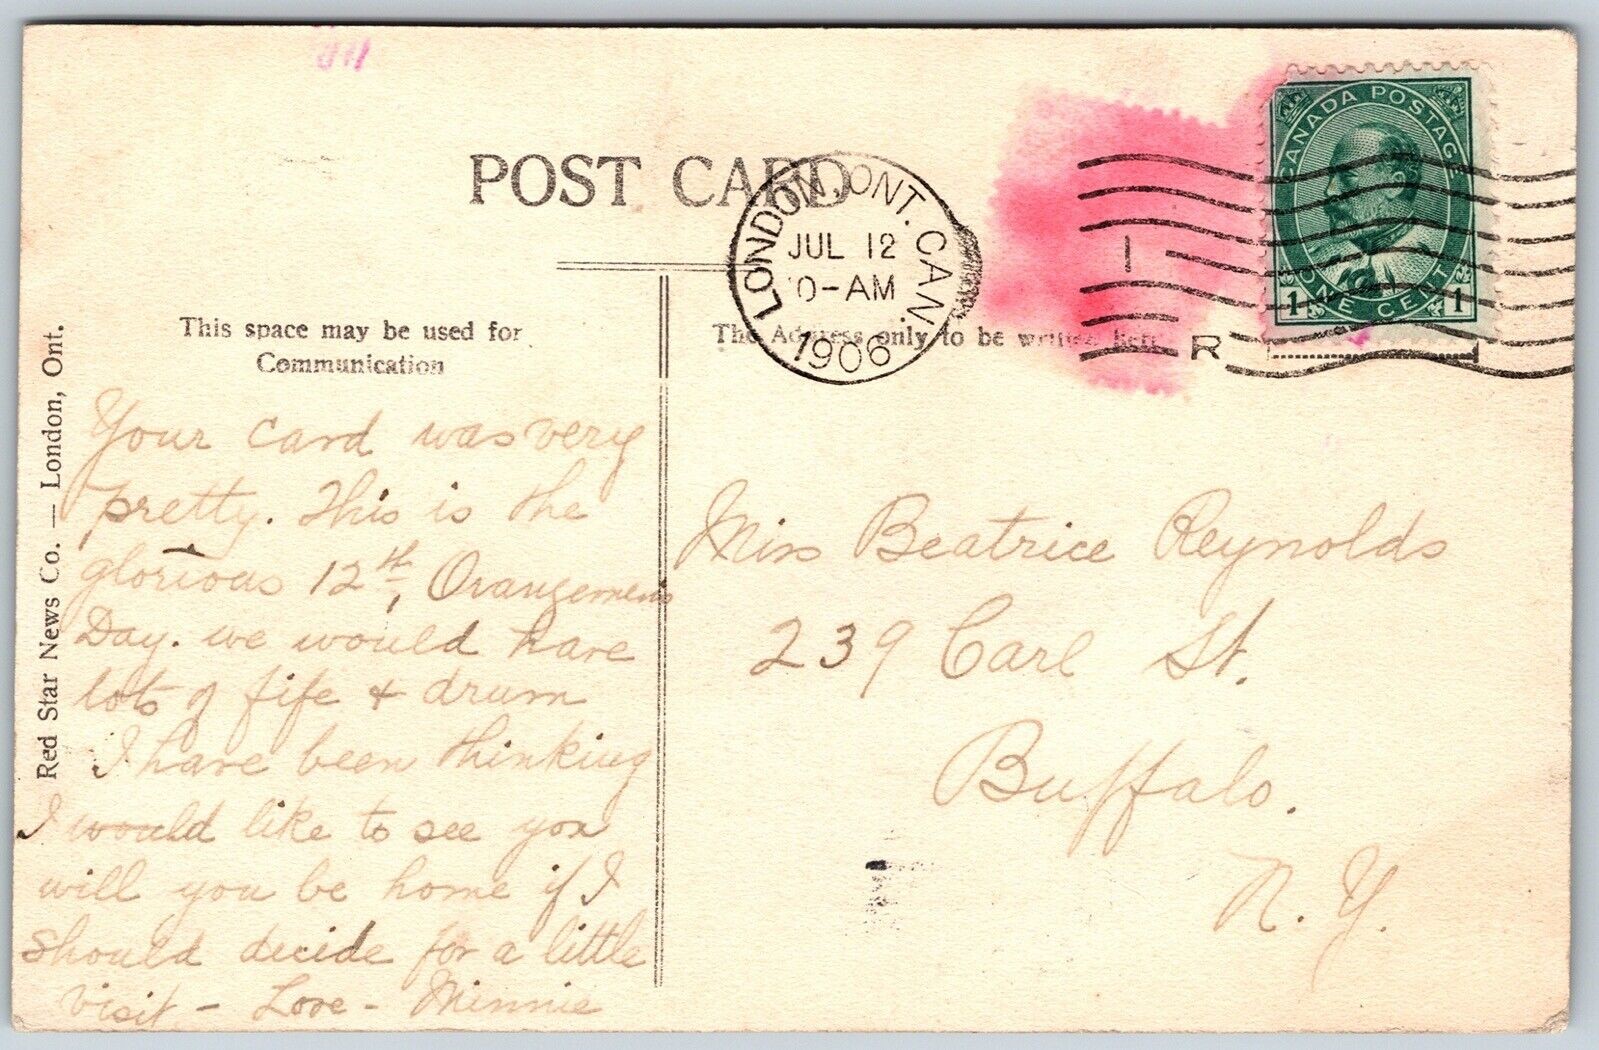 POST CARD
LONDON, ONT. CAN.
JUL 12
0-AM
1906
I
R
CANADA POSTAGE
1 ONE CENT 1
This space may be used for
Communication
The Address only to be written here
Red Star News Co. — London, Ont.
Your card was very
pretty. This is the
glorious 12th, Orangemens
Day. we would have
lots of fife & drum
I have been thinking
I would like to see you
will you be home if I
should decide for a little
visit - Love - Minnie
Miss Beatrice Reynolds
239 Carl St.
Buffalo.
N.Y.